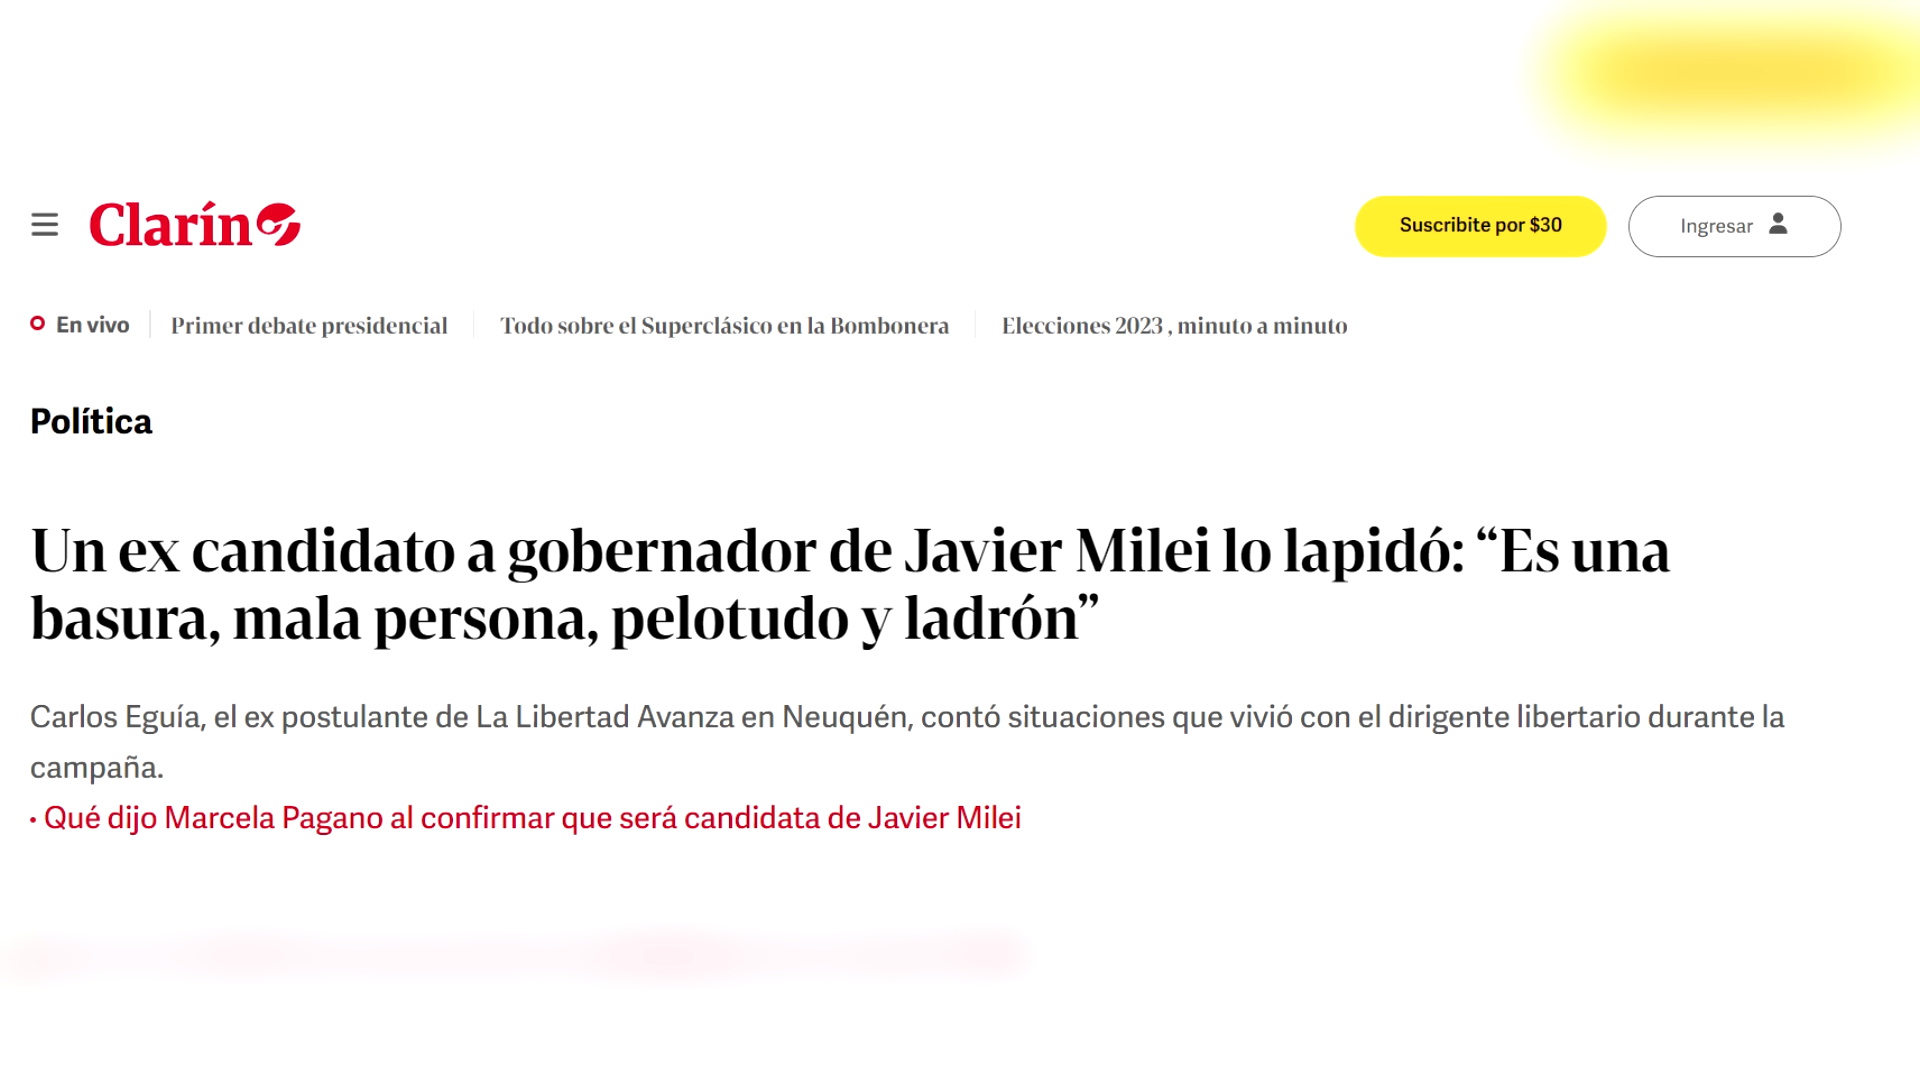 Clarín
Suscribite por $30
Ingresar
En vivo
Primer debate presidencial
Todo sobre el Superclásico en la Bombonera
Elecciones 2023 , minuto a minuto
Política
Un ex candidato a gobernador de Javier Milei lo lapidó: “Es una
basura, mala persona, pelotudo y ladrón”
Carlos Eguía, el ex postulante de La Libertad Avanza en Neuquén, contó situaciones que vivió con el dirigente libertario durante la
campaña.
· Qué dijo Marcela Pagano al confirmar que será candidata de Javier Milei